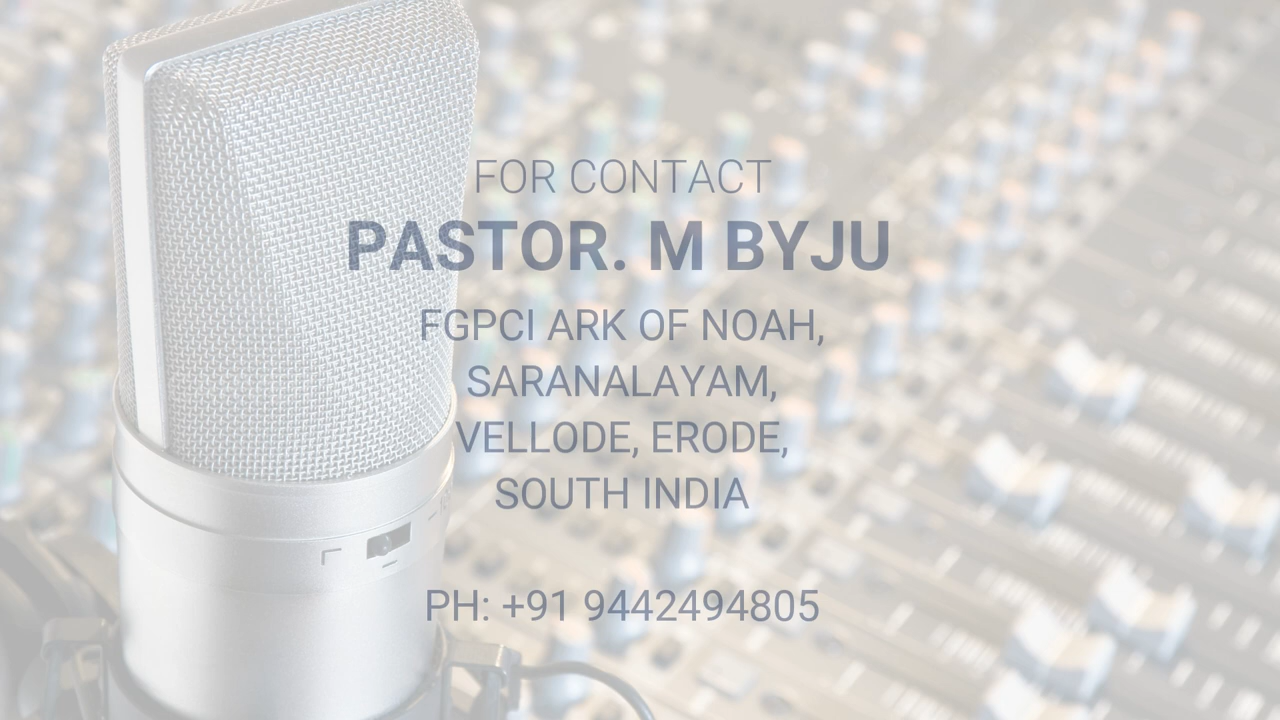 FOR CONTACT
PASTOR. M BYJU
FGPCI ARK OF NOAH,
SARANALAYAM,
VELLODE, ERODE,
SOUTH INDIA
PH: +91 9442494805